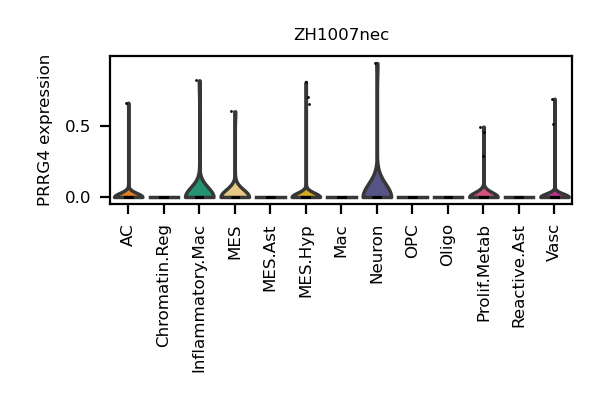 ZH1007nec
PRRG4 expression
0.5
0.0
AC
Chromatin.Reg
Inflammatory.Mac
MES
MES.Ast
MES.Hyp
Mac
Neuron
OPC
Oligo
Prolif.Metab
Reactive.Ast
Vasc